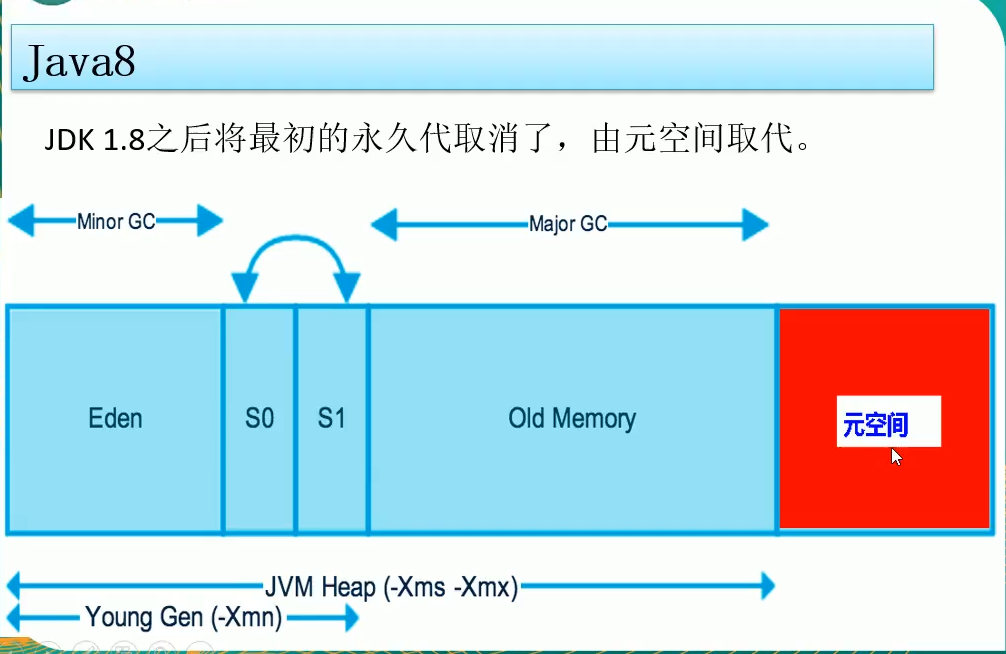 Java8
JDK 1.8之后将最初的永久代取消了，由元空间取代。
Minor GC
Major GC
Eden
S0
S1
Old Memory
元空间
JVM Heap (-Xms -Xmx)
Young Gen (-Xmn)